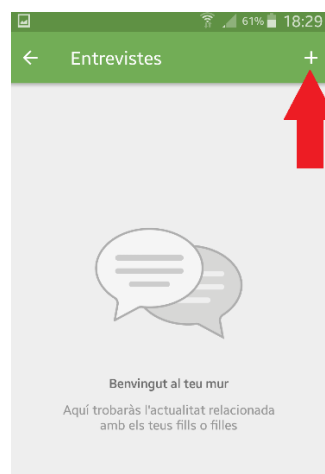 61% 18:29
Entrevistes
Benvingut al teu mur
Aquí trobaràs l'actualitat relacionada
amb els teus fills o filles